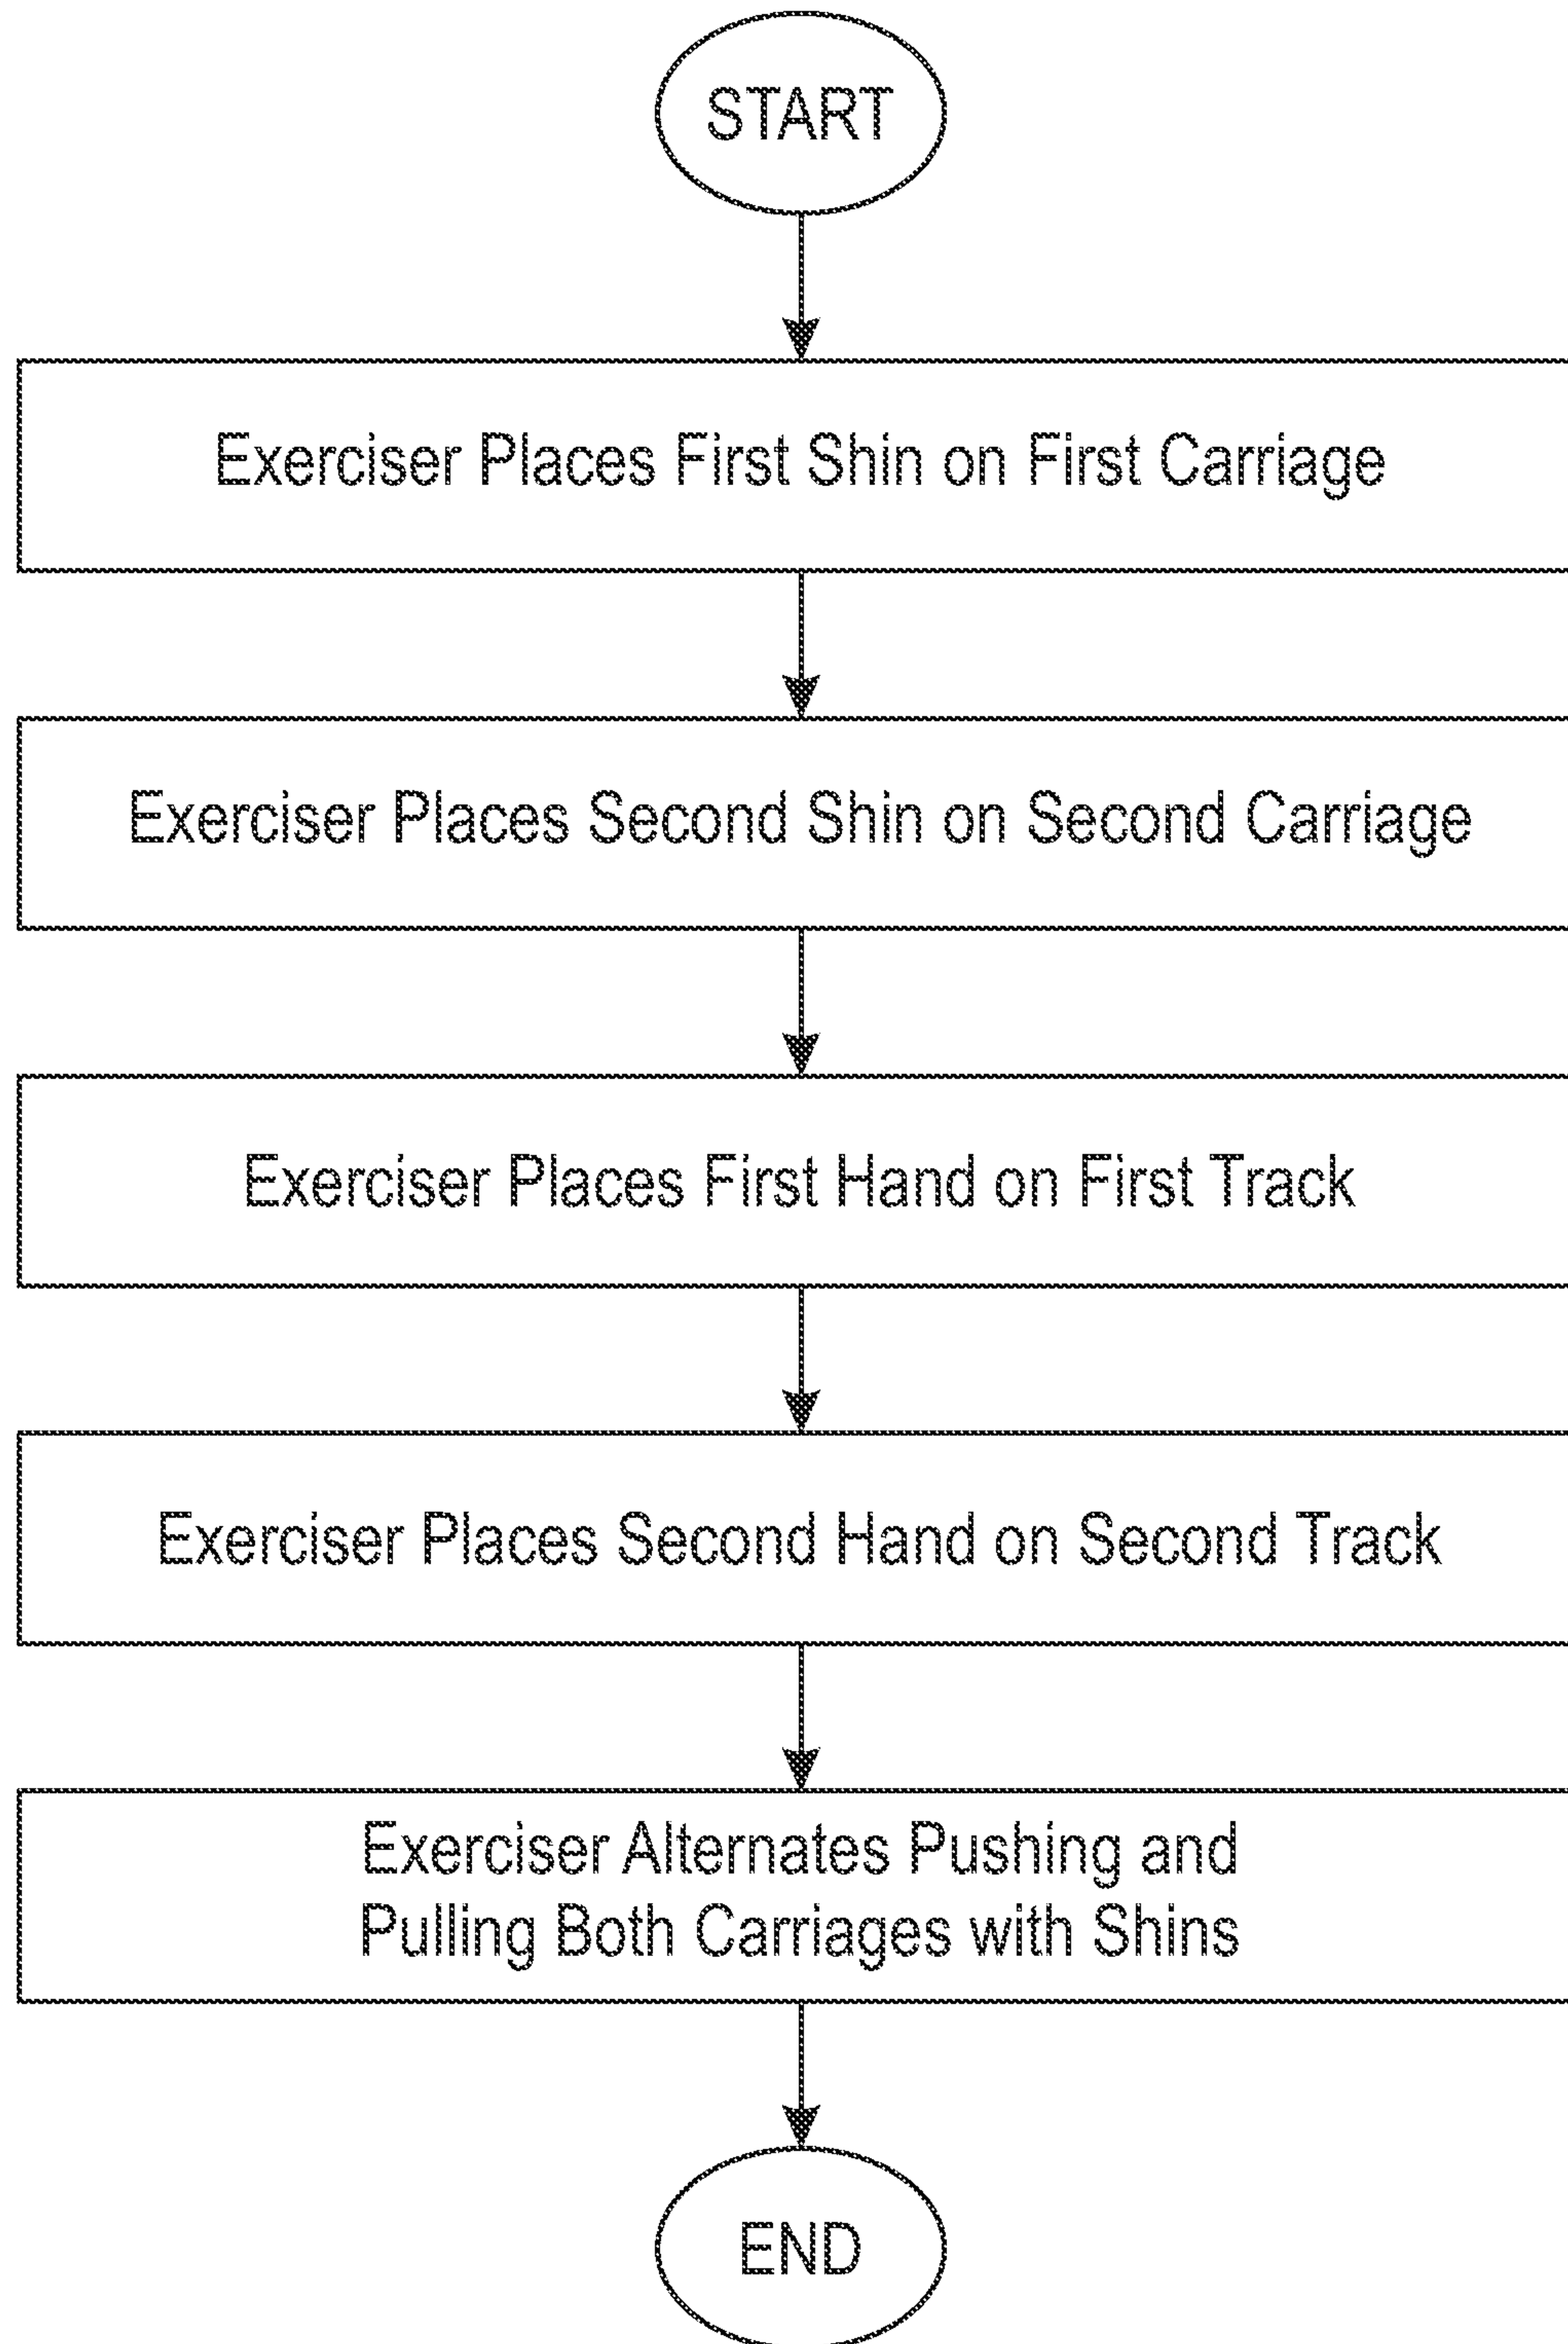 START
Exerciser Places First Shin on First Carriage
Exerciser Places Second Shin on Second Carriage
Exerciser Places First Hand on First Track
Exerciser Places Second Hand on Second Track
Exerciser Alternates Pushing and
Pulling Both Carriages with Shins
END